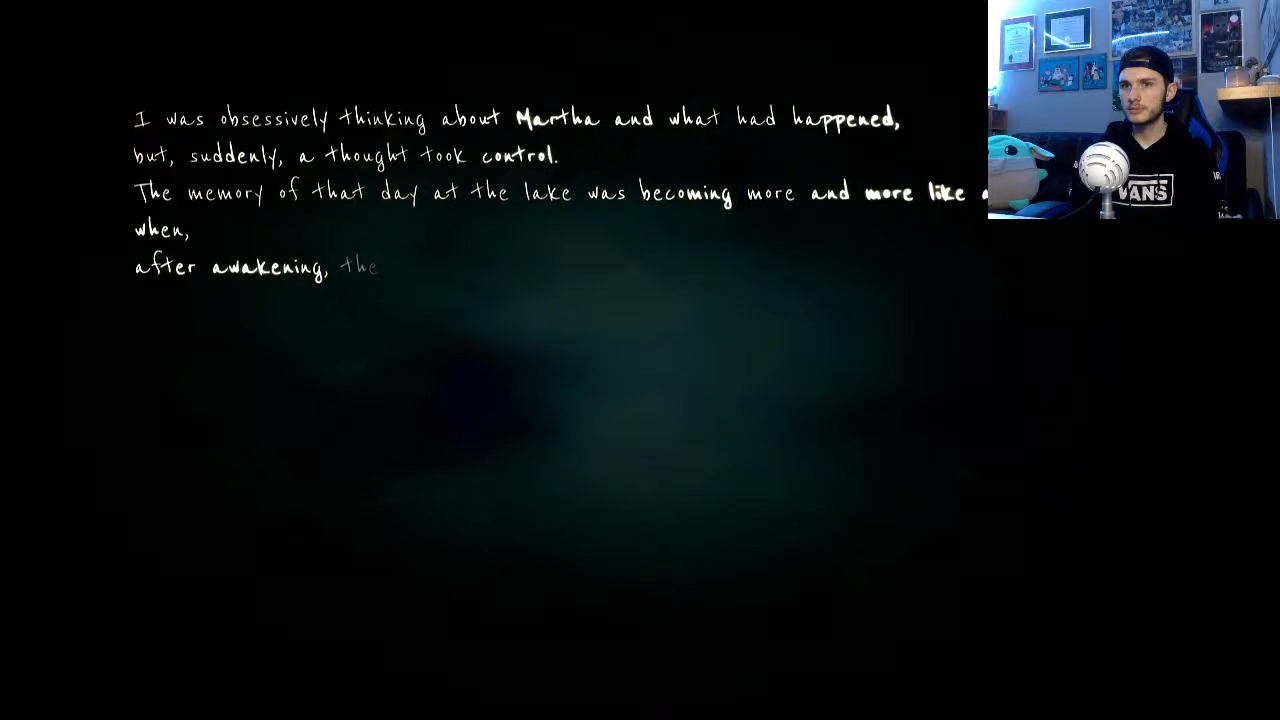 I was obsessively thinking about Martha and what had happened,
but, suddenly, a thought took control.
The memory of that day at the lake was becoming more and more like
when,
after awakening, the
VANS